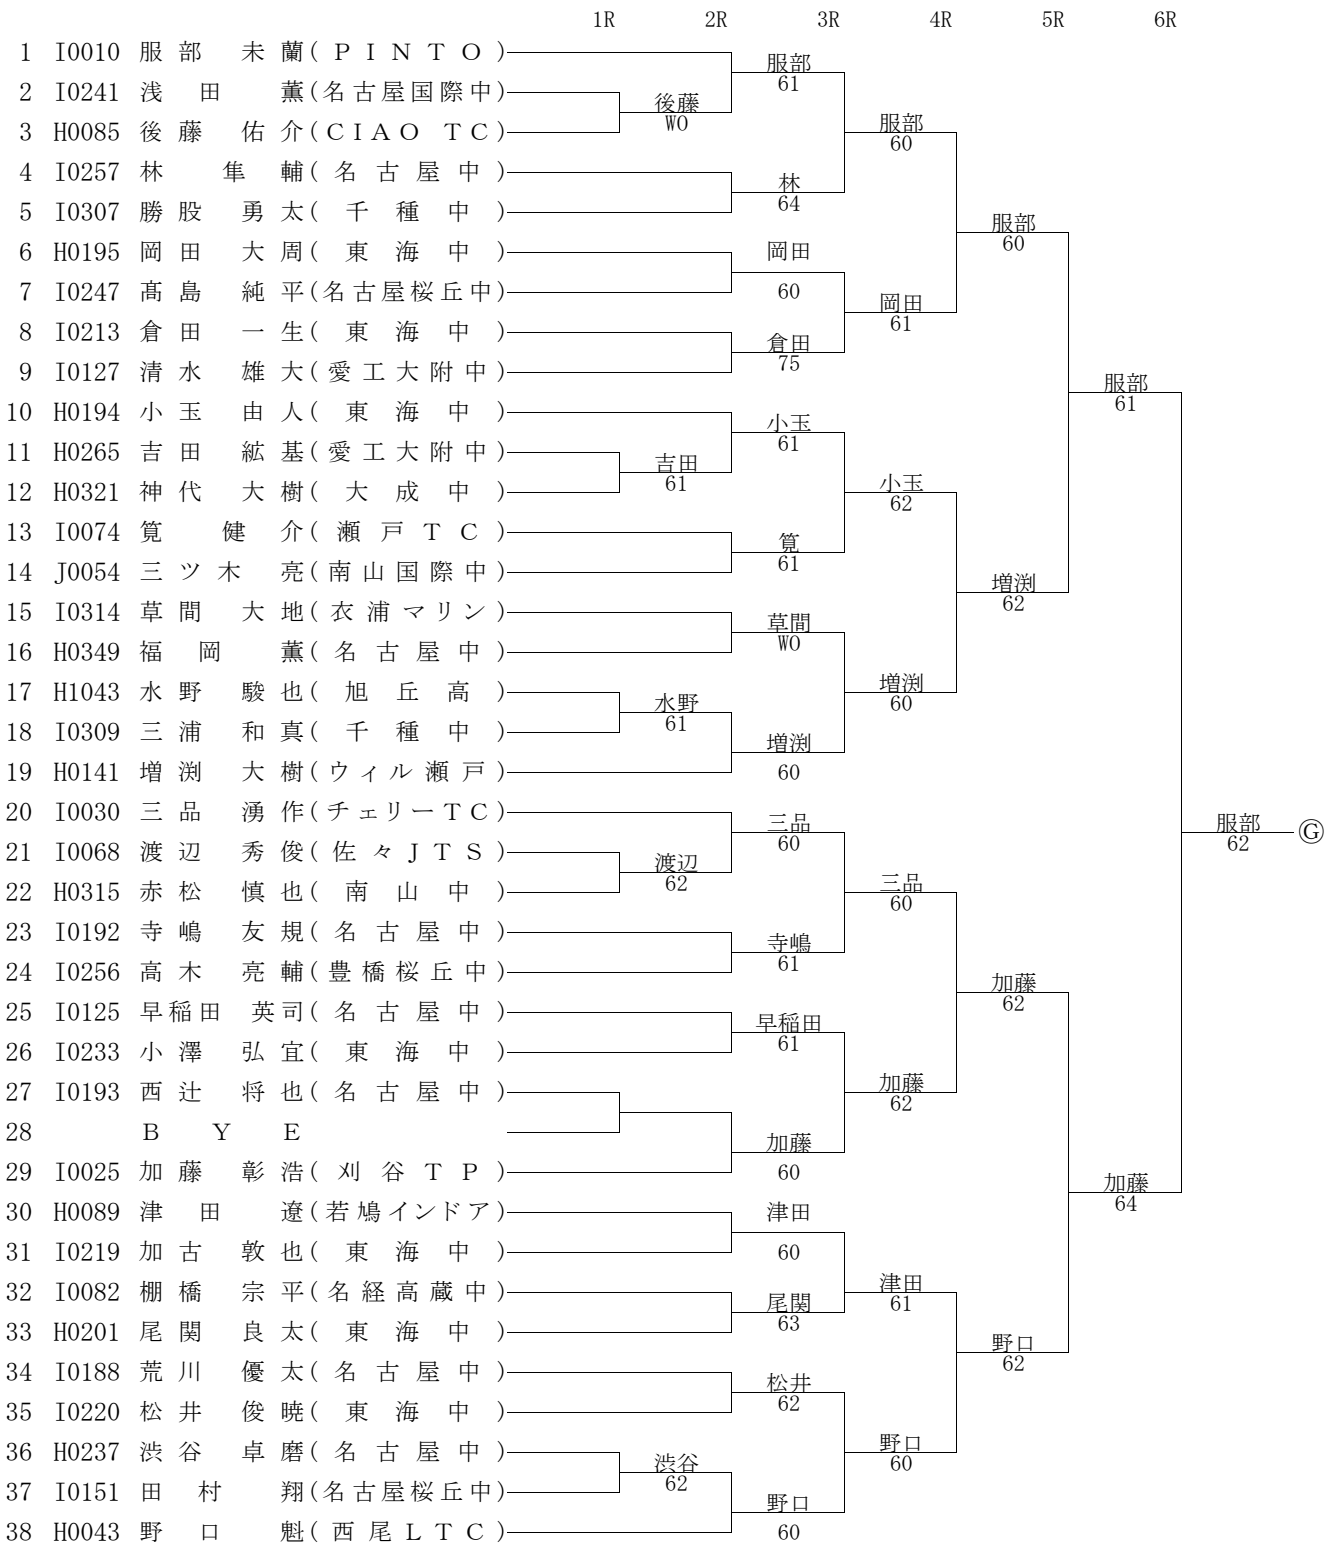 1R 2R 3R 4R 5R 6R
1 I0010 服部 未蘭(PINTO)
服部
61
2 I0241 浅田 薫(名古屋国際中)
後藤
WO
3 H0085 後藤 佑介(CIAO TC)
服部
60
4 I0257 林 隼輔(名古屋中)
林
64
5 I0307 勝股 勇太(千種中)
服部
60
6 H0195 岡田 大周(東海中)
岡田
60
7 I0247 髙島 純平(名古屋桜丘中)
岡田
61
8 I0213 倉田 一生(東海中)
倉田
75
9 I0127 清水 雄大(愛工大附中)
服部
61
10 H0194 小玉 由人(東海中)
小玉
61
11 H0265 吉田 紘基(愛工大附中)
吉田
61
12 H0321 神代 大樹(大成中)
小玉
62
13 I0074 筧 健介(瀬戸TC)
筧
61
14 J0054 三ツ木 亮(南山国際中)
増渕
62
15 I0314 草間 大地(衣浦マリン)
草間
WO
16 H0349 福岡 薫(名古屋中)
17 H1043 水野 駿也(旭丘高)
増渕
60
水野
61
18 I0309 三浦 和真(千種中)
増渕
60
19 H0141 増渕 大樹(ウィル瀬戸)
20 I0030 三品 湧作(チェリーTC)
三品
60
服部
62
Ⓖ
21 I0068 渡辺 秀俊(佐々JTS)
渡辺
62
22 H0315 赤松 慎也(南山中)
三品
60
23 I0192 寺嶋 友規(名古屋中)
寺嶋
61
24 I0256 高木 亮輔(豊橋桜丘中)
加藤
62
25 I0125 早稲田 英司(名古屋中)
早稲田
61
26 I0233 小澤 弘宜(東海中)
27 I0193 西辻 将也(名古屋中)
加藤
62
28 BYE
加藤
60
29 I0025 加藤 彰浩(刈谷TP)
加藤
64
30 H0089 津田 遼(若鳩インドア)
津田
60
31 I0219 加古 敦也(東海中)
32 I0082 棚橋 宗平(名経高蔵中)
津田
61
尾関
63
33 H0201 尾関 良太(東海中)
野口
62
34 I0188 荒川 優太(名古屋中)
松井
62
35 I0220 松井 俊暁(東海中)
36 H0237 渋谷 卓磨(名古屋中)
野口
60
渋谷
62
37 I0151 田村 翔(名古屋桜丘中)
野口
60
38 H0043 野口 魁(西尾LTC)